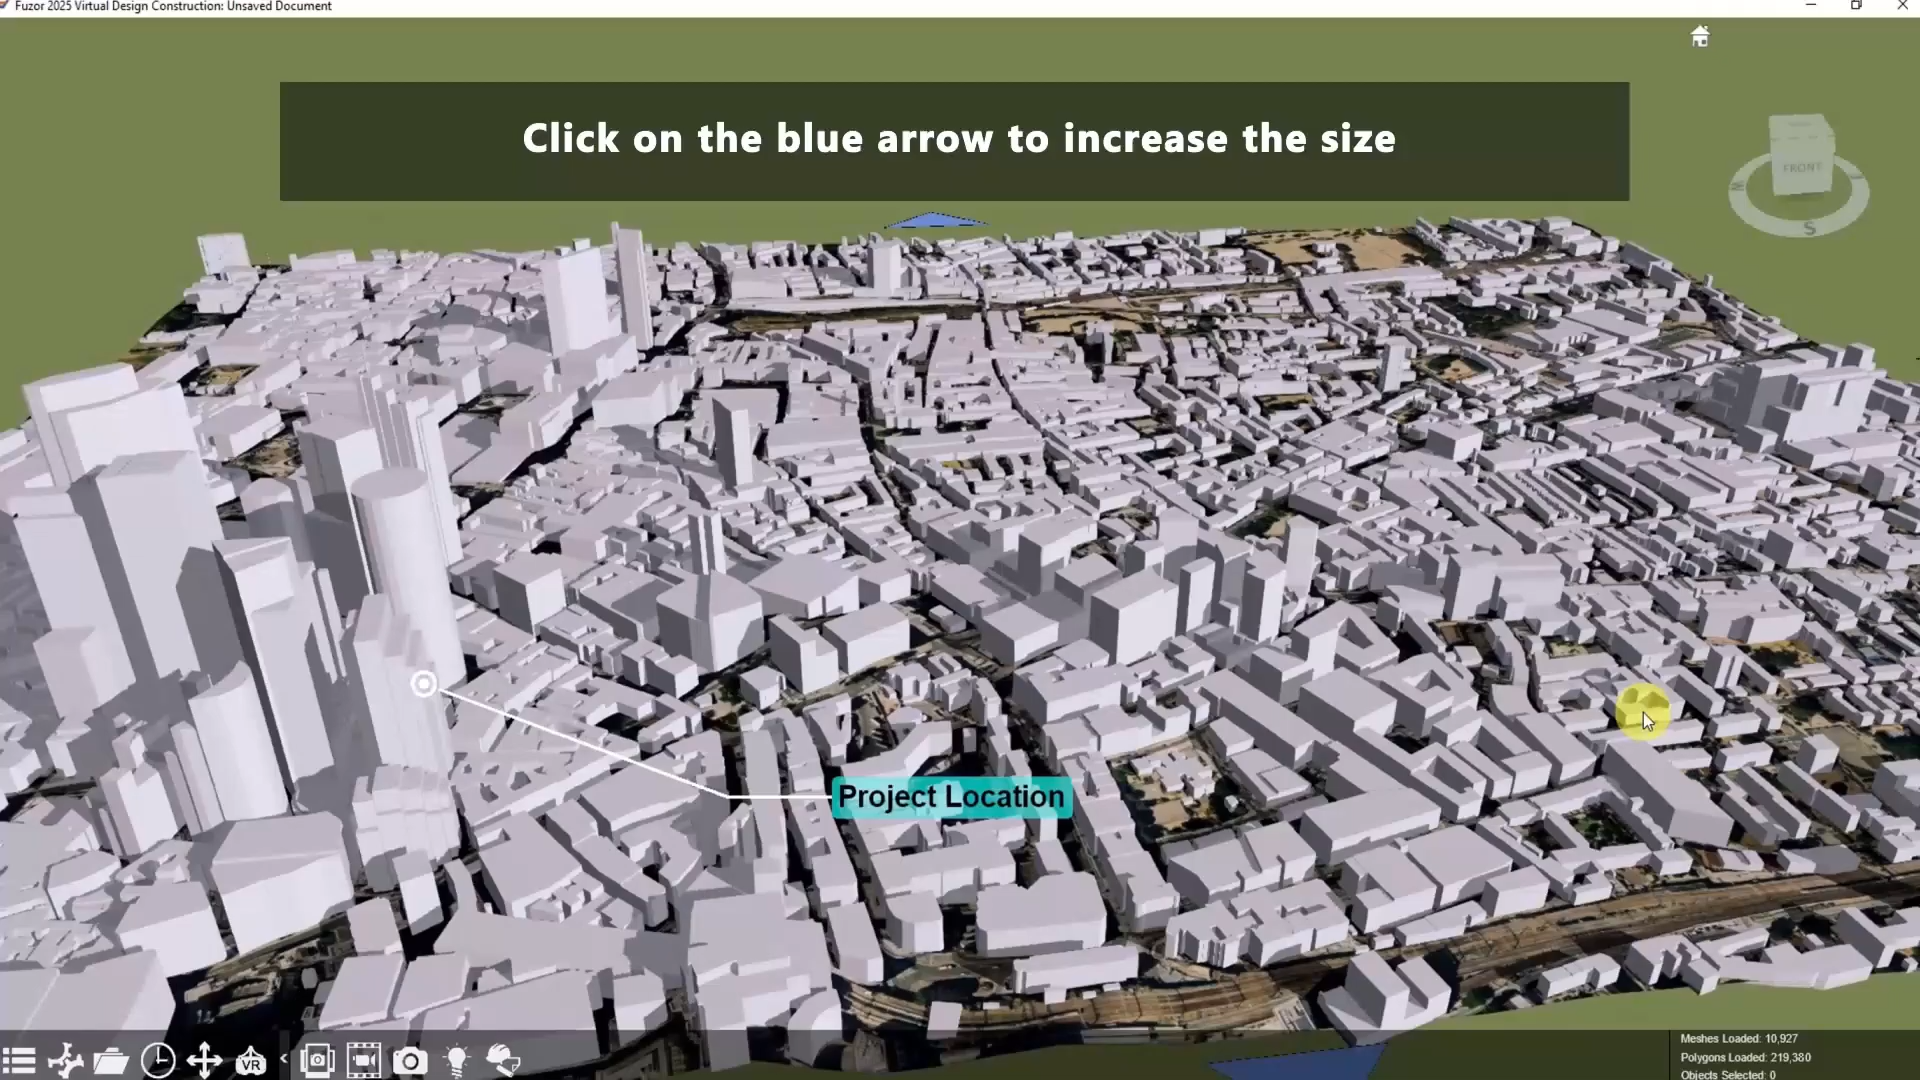 Fuzor 2025 Virtual Design Construction: Unsaved Document
Click on the blue arrow to increase the size
FRONT
S
Project Location
VR
Meshes Loaded: 10,927
Polygons Loaded: 219,380
Objects Selected: 0